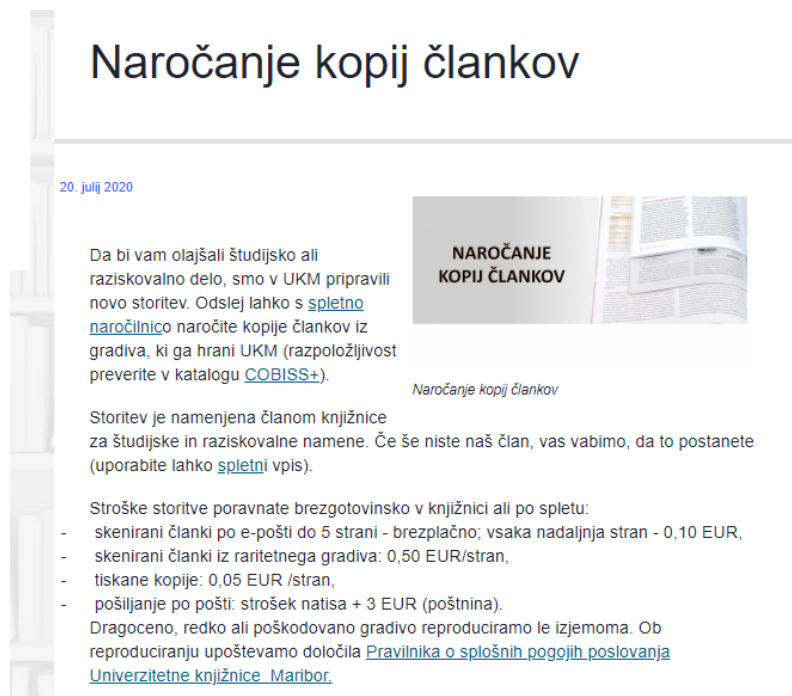 Naročanje kopij člankov
20. julij 2020
NAROČANJE
KOPIJ ČLANKOV
Naročanje kopij člankov
Da bi vam olajšali študijsko ali
raziskovalno delo, smo v UKM pripravili
novo storitev. Odslej lahko s spletno
naročilnico naročite kopije člankov iz
gradiva, ki ga hrani UKM (razpoložljivost
preverite v katalogu COBISS+).
Storitev je namenjena članom knjižnice
za študijske in raziskovalne namene. Če še niste naš član, vas vabimo, da to postanete
(uporabite lahko spletni vpis).
Stroške storitve poravnate brezgotovinsko v knjižnici ali po spletu:
- skenirani članki po e-pošti do 5 strani - brezplačno; vsaka nadaljnja stran - 0,10 EUR,
- skenirani članki iz raritetnega gradiva: 0,50 EUR/stran,
- tiskane kopije: 0,05 EUR /stran,
- pošiljanje po pošti: strošek natisa + 3 EUR (poštnina).
Dragoceno, redko ali poškodovano gradivo reproduciramo le izjemoma. Ob
reproduciranju upoštevamo določila Pravilnika o splošnih pogojih poslovanja
Univerzitetne knjižnice Maribor.